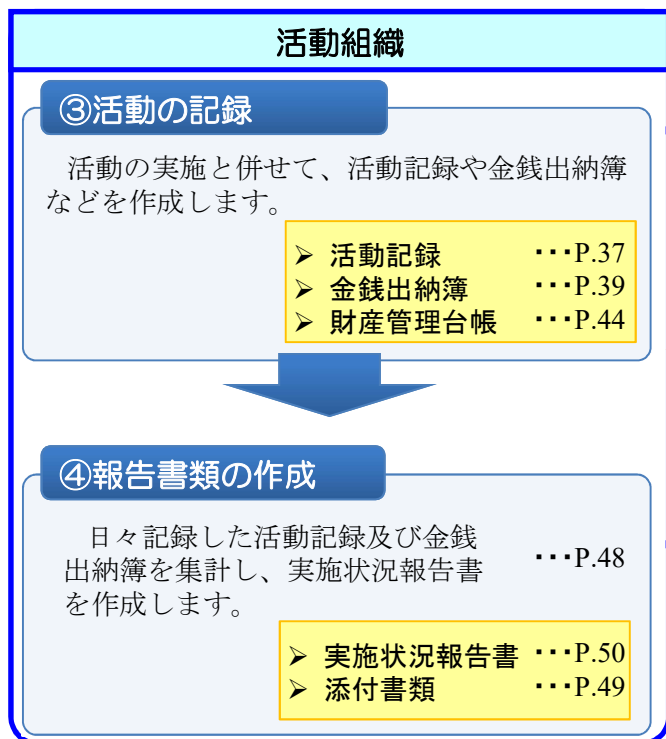 活動組織
③活動の記録
活動の実施と併せて、活動記録や金銭出納簿
などを作成します。
➢ 活動記録 ・・・P.37
➢ 金銭出納簿 ・・・P.39
➢ 財産管理台帳 ・・・P.44
④報告書類の作成
日々記録した活動記録及び金銭
出納簿を集計し、実施状況報告書 ・・・P.48
を作成します。
➢ 実施状況報告書 ・・・P.50
➢ 添付書類 ・・・P.49